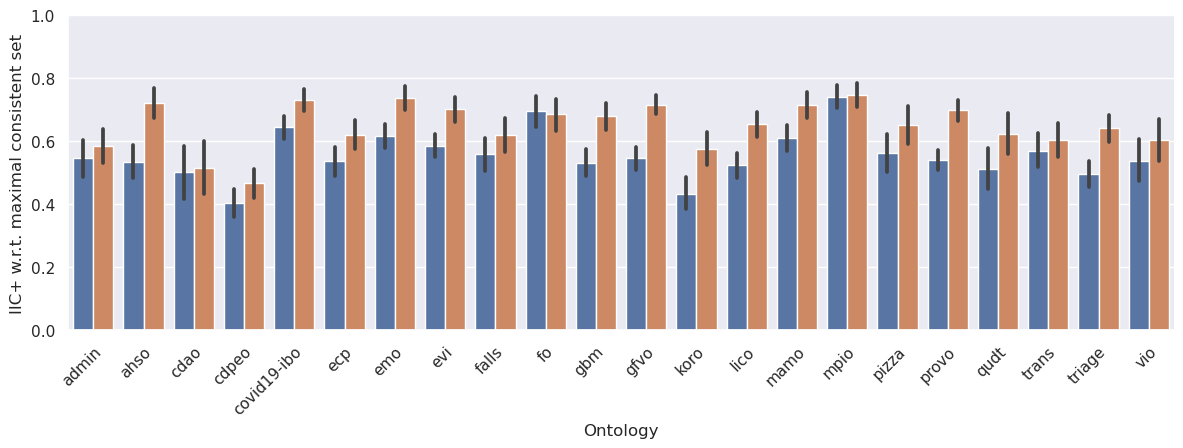 IIC+ w.r.t. maximal consistent set
1.0
0.8
0.6
0.4
0.2
0.0
admin
ahso
cdao
cdpeo
covid19-ibo
ecp
emo
evi
falls
fo
gbm
gfvo
koro
lico
mamo
mpio
pizza
provo
qudt
trans
triage
vio
Ontology